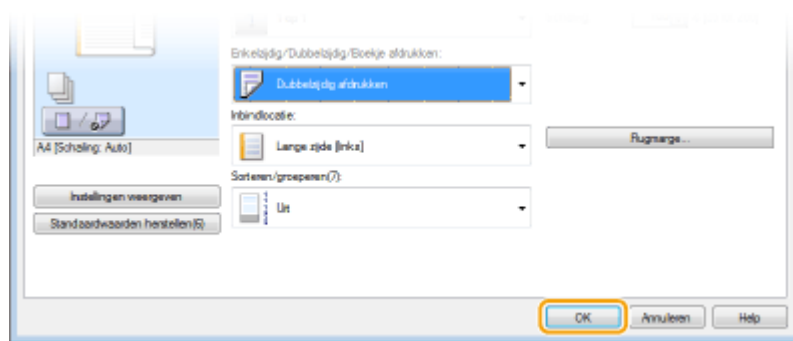 Enkelzijdig/Dubbelzijdig/Boekje afdrukken:
Dubbelzijdig afdrukken
Inbindlocatie:
A4 [Schaling: Auto]
Lange zijde [links]
Rugmarge...
Sorteren/groeperen(7):
Instellingen weergeven
Uit
Standaardwaarden herstellen(6)
OK
Annuleren
Help